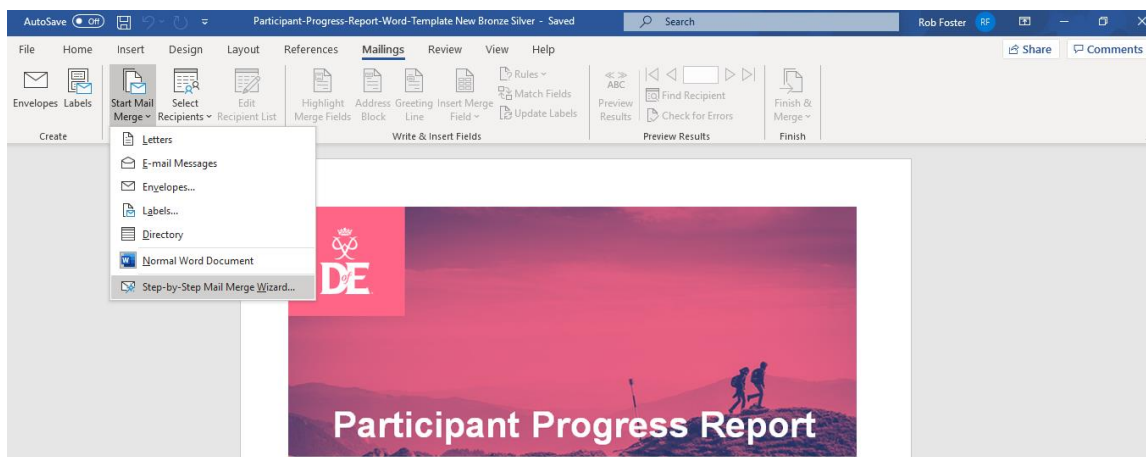 AutoSave Off Participant-Progress-Report-Word-Template New Bronze Silver - Saved Search Rob Foster RF
File Home Insert Design Layout References Mailings Review View Help Share Comments
Envelopes Labels
Start Mail Merge
Select Recipients
Edit Recipient List
Highlight Merge Fields
Address Block
Greeting Line
Insert Merge Field
Rules
Match Fields
Update Labels
ABC
Preview Results
Find Recipient
Check for Errors
Finish & Merge
Create Write & Insert Fields Preview Results Finish
Letters
E-mail Messages
Envelopes...
Labels...
Directory
Normal Word Document
Step-by-Step Mail Merge Wizard...
DofE
Participant Progress Report